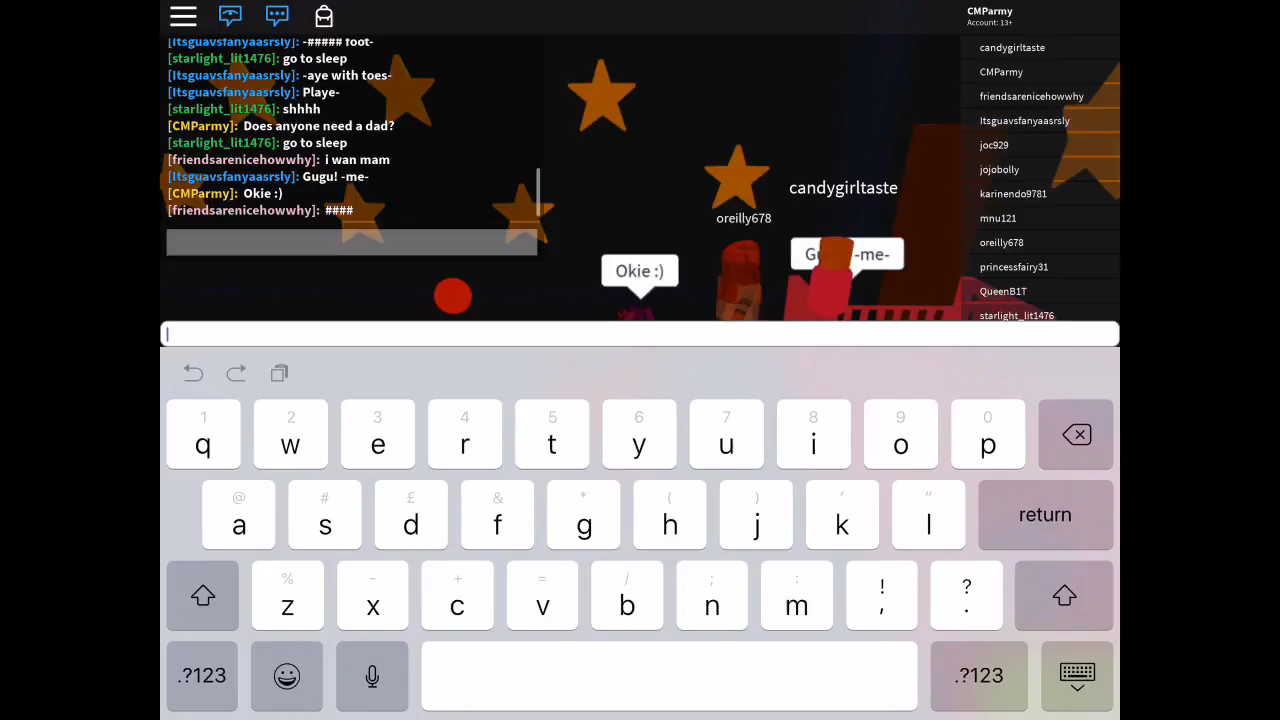 CMParmy
Account: 13+
[Itsguavsfanyaasrsly]: -##### foot-
[starlight_lit1476]: go to sleep
[Itsguavsfanyaasrsly]: -aye with toes-
[Itsguavsfanyaasrsly]: Playe-
[starlight_lit1476]: shhhh
[CMParmy]: Does anyone need a dad?
[starlight_lit1476]: go to sleep
[friendsarenicehowwhy]: i wan mam
[Itsguavsfanyaasrsly]: Gugu! -me-
[CMParmy]: Okie :)
[friendsarenicehowwhy]: ####
candygirltaste
oreilly678
Okie :)
-me-
candygirltaste
CMParmy
friendsarenicehowwhy
Itsguavsfanyaasrsly
joc929
jojobolly
karinendo9781
mnu121
oreilly678
princessfairy31
QueenB1T
starlight_lit1476
1 2 3 4 5 6 7 8 9 0
q w e r t y u i o p
@ # £ & * ( ) ' "
a s d f g h j k l return
% - + = / ; : ! ?
z x c v b n m , .
.?123 .?123